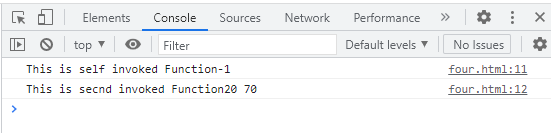 Elements Console Sources Network Performance »
top ▾ Filter Default levels ▾ No Issues
This is self invoked Function-1 four.html:11
This is secnd invoked Function20 70 four.html:12
>